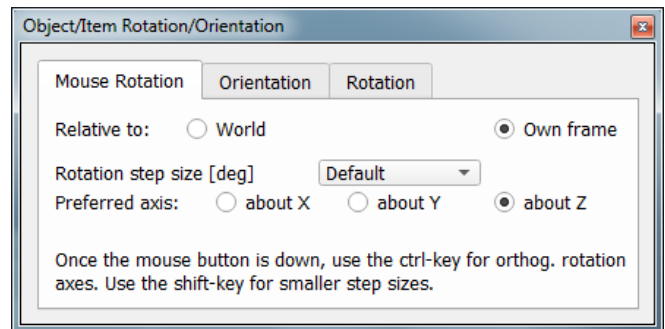 Object/Item Rotation/Orientation
Mouse Rotation Orientation Rotation
Relative to: World Own frame
Rotation step size [deg] Default
Preferred axis: about X about Y about Z
Once the mouse button is down, use the ctrl-key for orthog. rotation
axes. Use the shift-key for smaller step sizes.